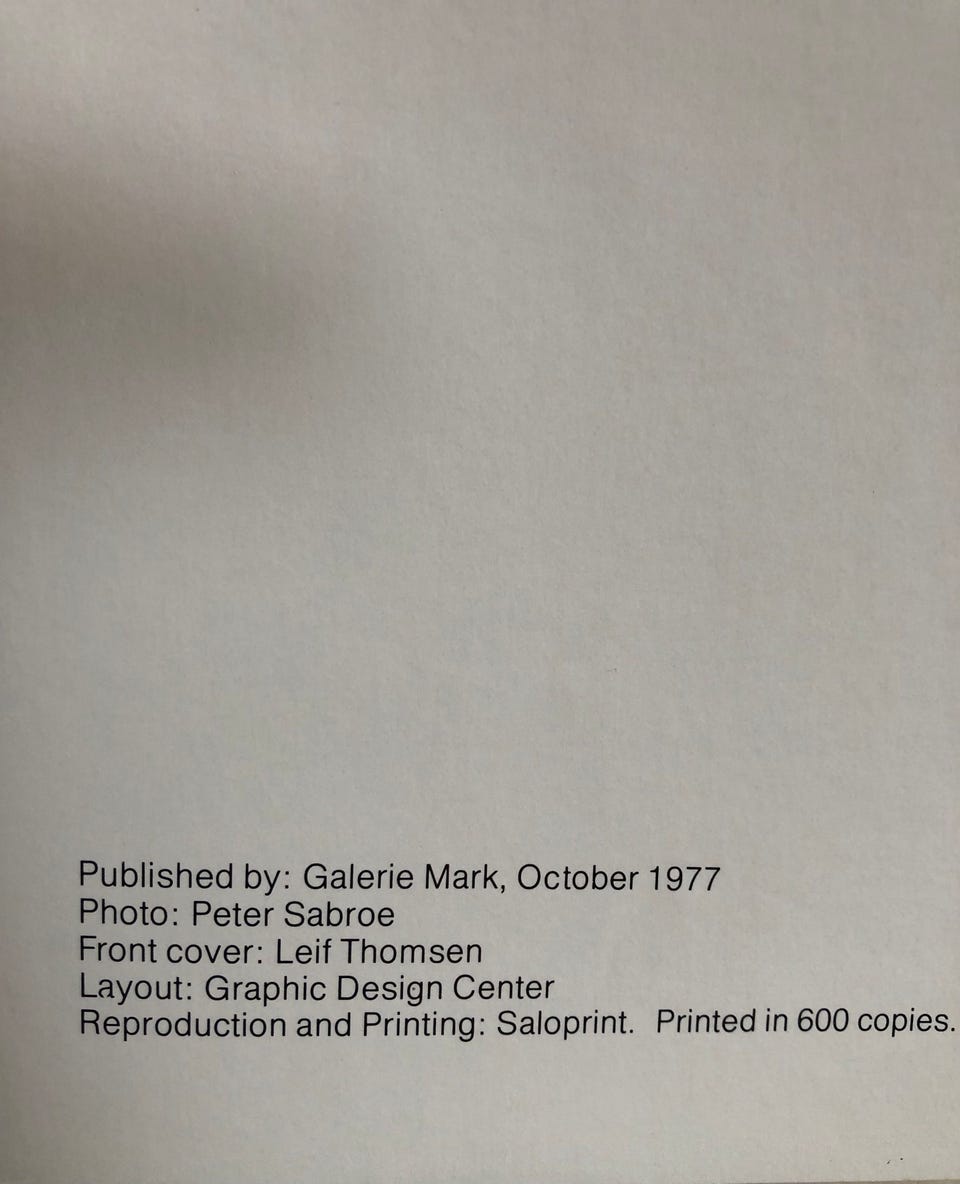 Published by: Galerie Mark, October 1977
Photo: Peter Sabroe
Front cover: Leif Thomsen
Layout: Graphic Design Center
Reproduction and Printing: Saloprint. Printed in 600 copies.